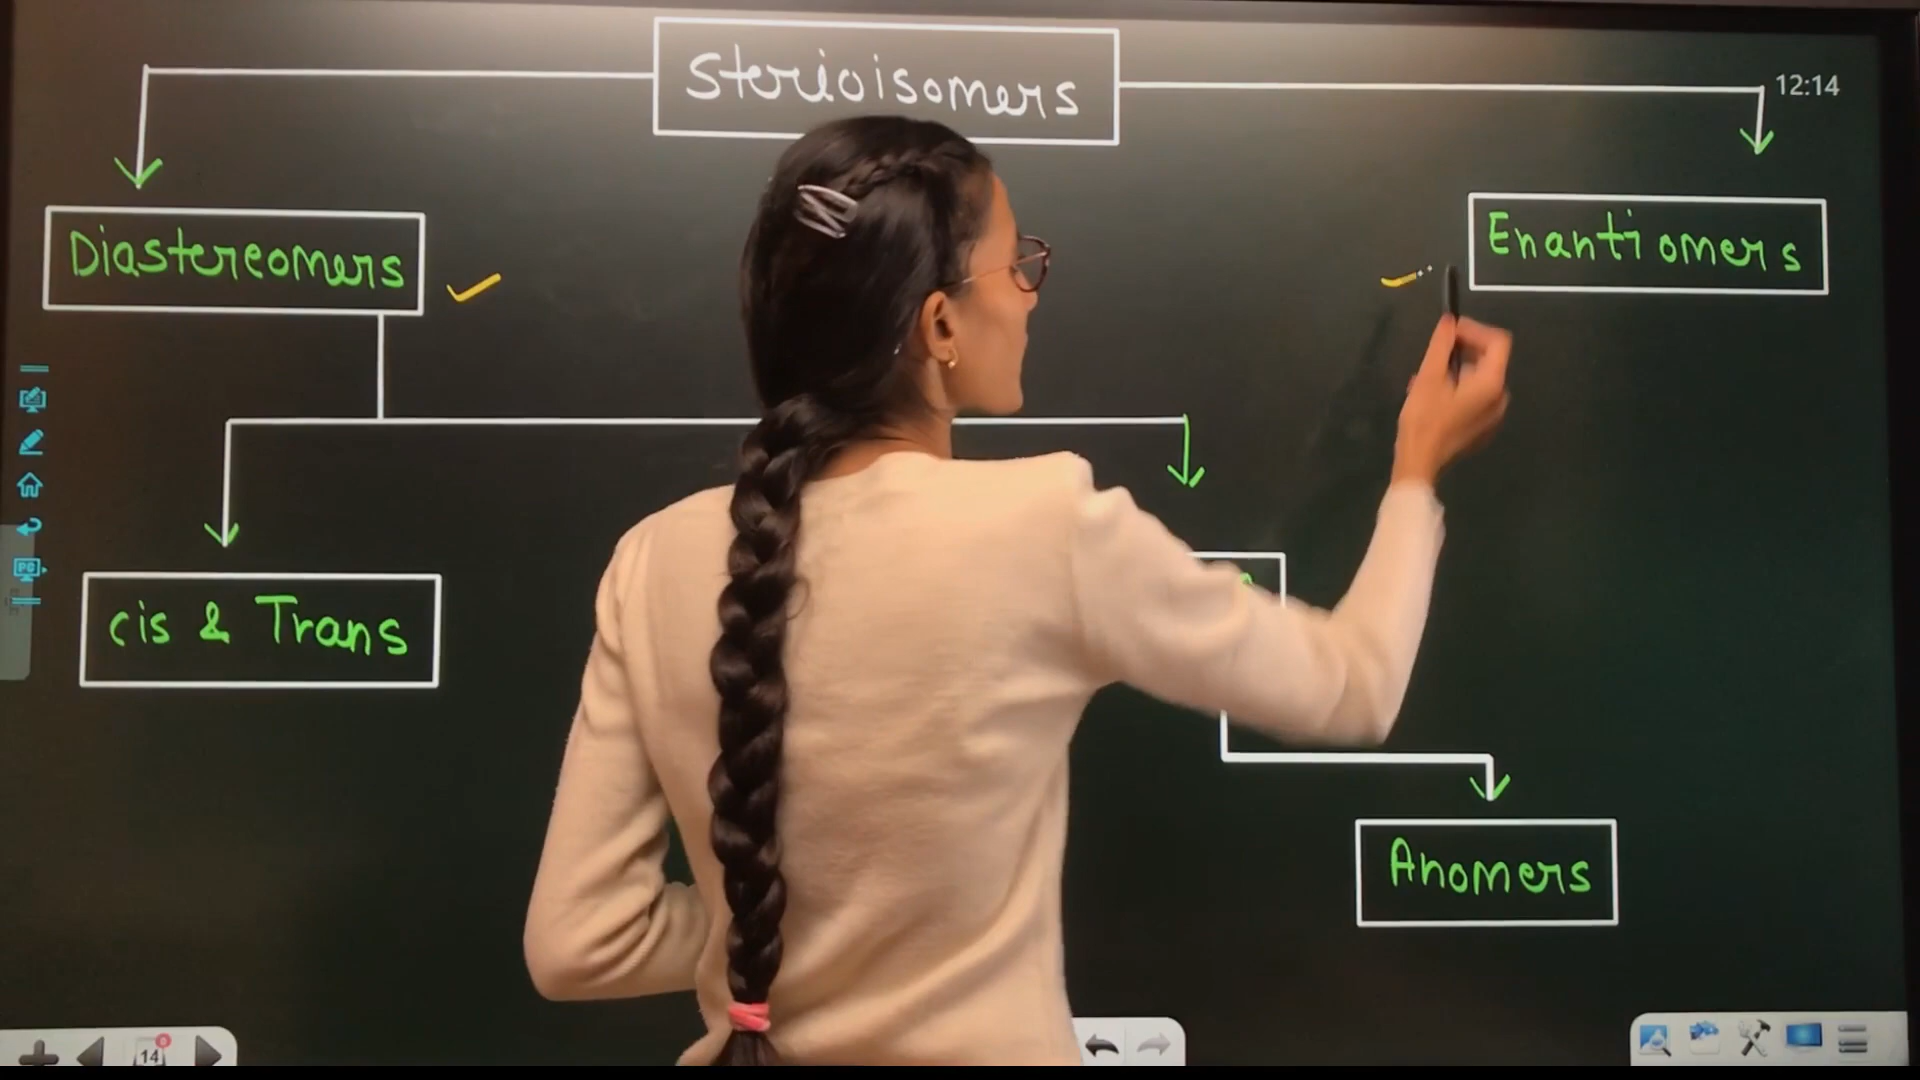 Sterioisomers
12:14
Diastereomers
Enantiomers
cis & Trans
Anomers
14